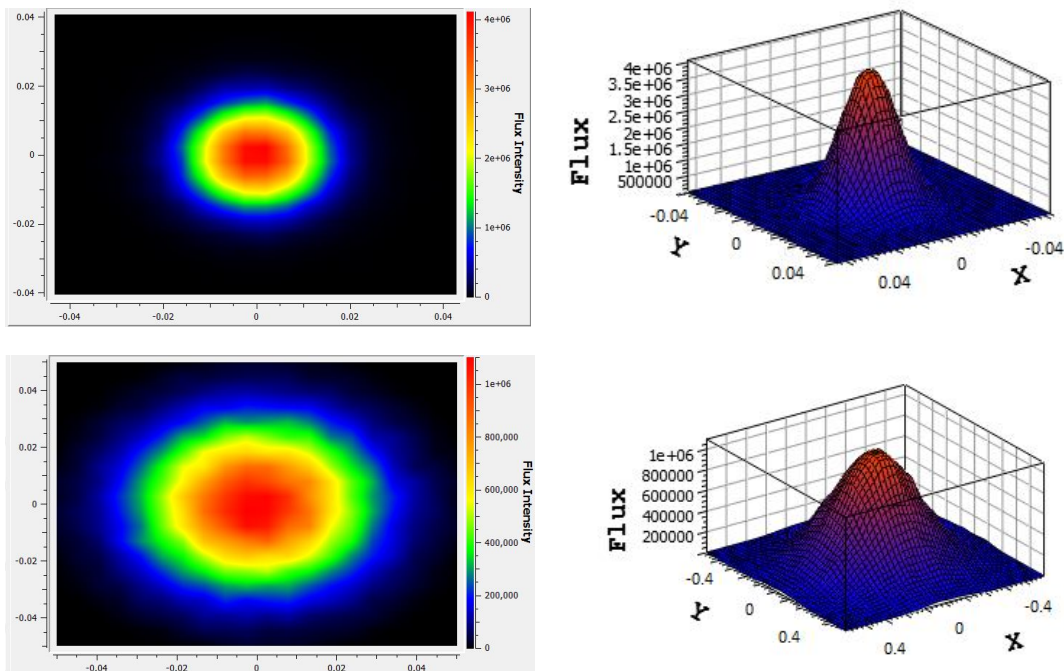 0.04
0.02
0
-0.02
-0.04
-0.04
-0.02
0
0.02
0.04
4e+06
3e+06
2e+06
1e+06
0
Flux Intensity
4e+06
3.5e+06
3e+06
2.5e+06
2e+06
1.5e+06
1e+06
500000
Flux
-0.04
0
0.04
Y
0.04
0
-0.04
X
0.04
0.02
0
-0.02
-0.04
-0.04
-0.02
0
0.02
0.04
1e+06
800,000
600,000
400,000
200,000
0
Flux Intensity
1e+06
800000
600000
400000
200000
Flux
-0.4
0
0.4
Y
0.4
0
-0.4
X